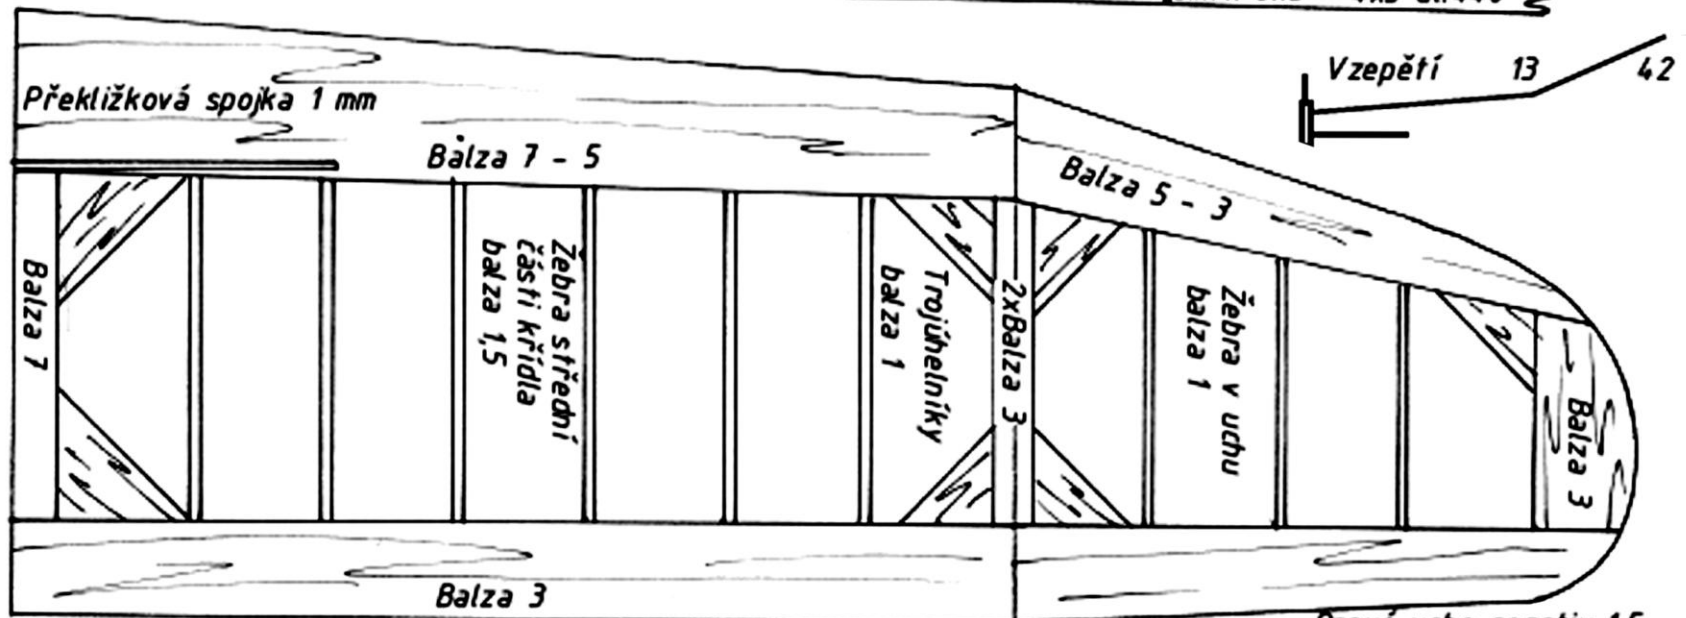 Vzepětí 13 42
Překližková spojka 1 mm
Balza 7 - 5
Balza 5 - 3
Balza 7
Žebra střední
části křídla
balza 1,5
Trojúhelníky
balza 1
2xBalza 3
Žebra v uchu
balza 1
Balza 3
Balza 3